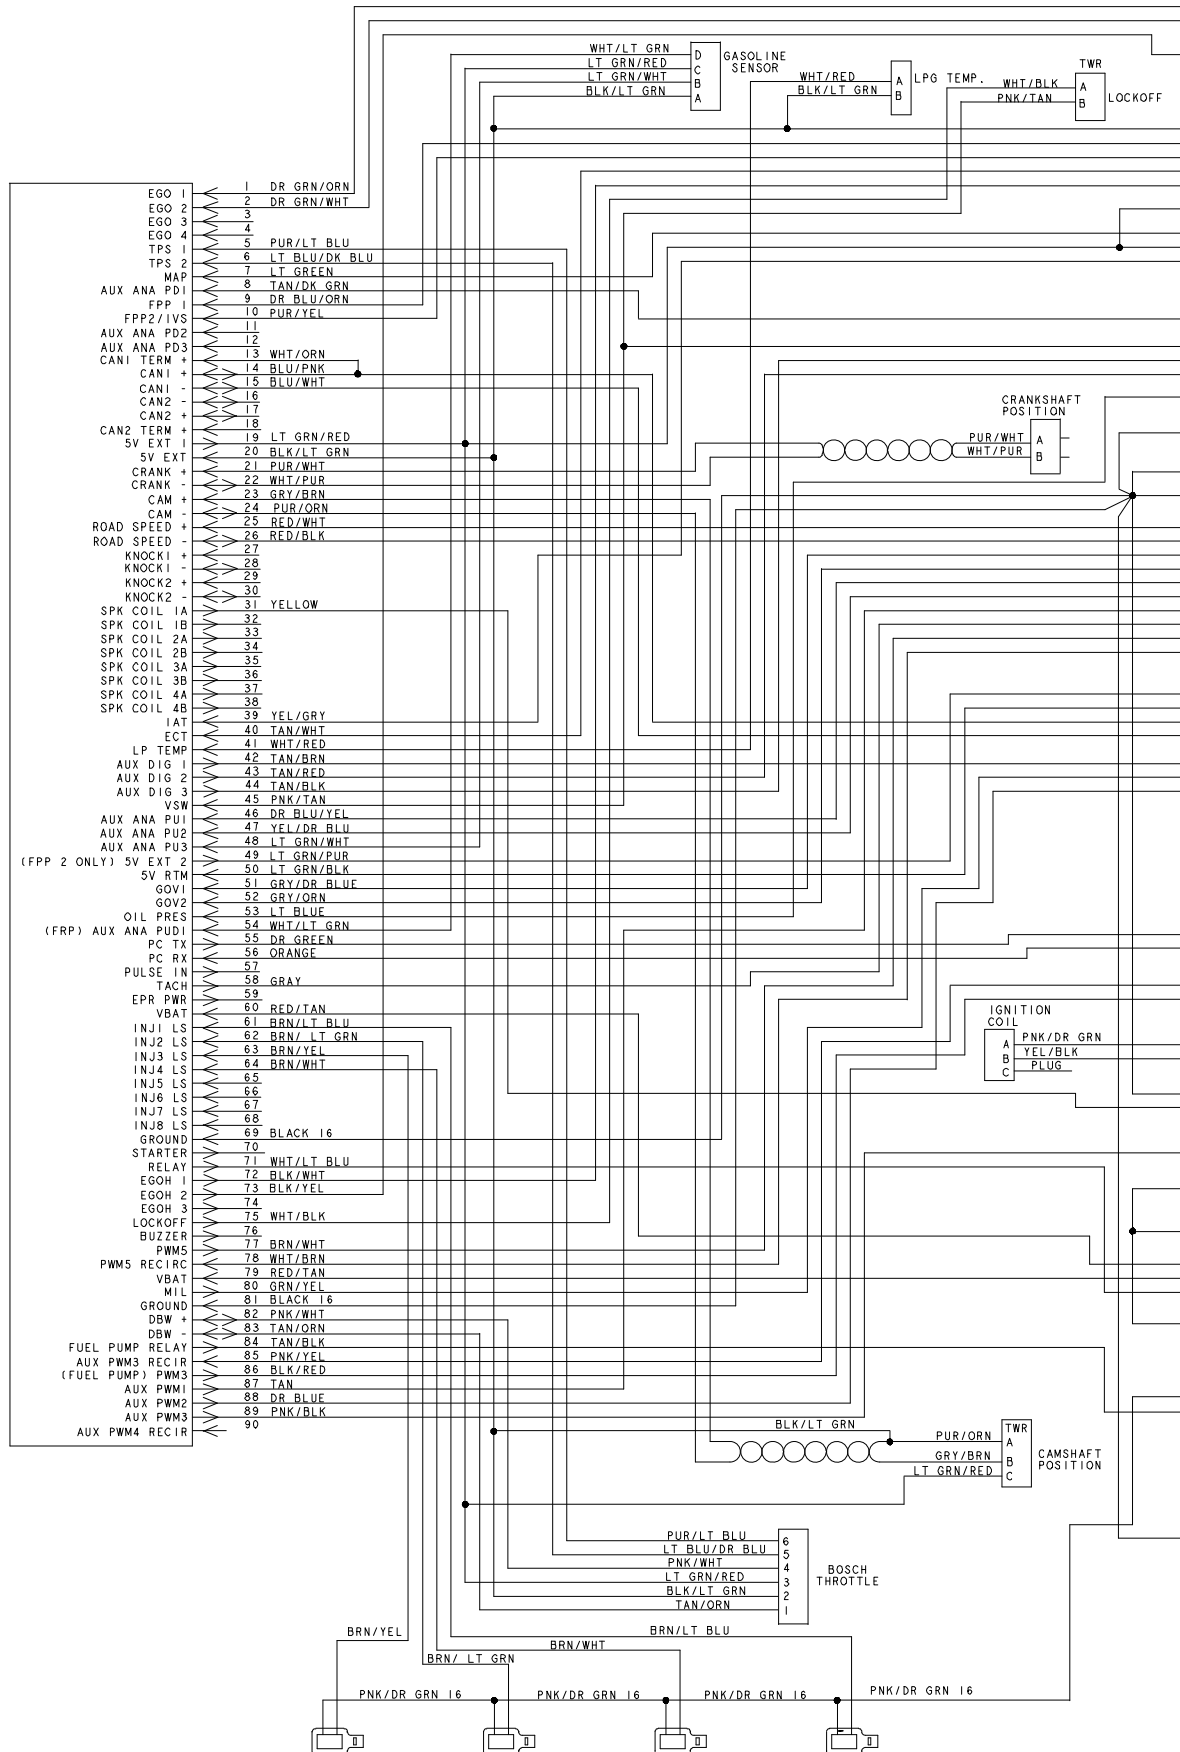 WHT/LT GRN D GASOLINE
LT GRN/RED C SENSOR
LT GRN/WHT B
BLK/LT GRN A
WHT/RED A LPG TEMP.
BLK/LT GRN B
TWR
WHT/BLK A
PNK/TAN B LOCKOFF
EGO 1 1 DR GRN/ORN
EGO 2 2 DR GRN/WHT
EGO 3 3
EGO 4 4
TPS 1 5 PUR/LT BLU
TPS 2 6 LT BLU/DK BLU
MAP 7 LT GREEN
AUX ANA PD1 8 TAN/DK GRN
FPP 1 9 DR BLU/ORN
FPP2/IVS 10 PUR/YEL
AUX ANA PD2 11
AUX ANA PD3 12
CAN1 TERM + 13 WHT/ORN
CAN1 + 14 BLU/PNK
CAN1 - 15 BLU/WHT
CAN2 - 16
CAN2 + 17
CAN2 TERM + 18
5V EXT 1 19 LT GRN/RED
5V EXT 20 BLK/LT GRN
CRANK + 21 PUR/WHT
CRANK - 22 WHT/PUR
CAM + 23 GRY/BRN
CAM - 24 PUR/ORN
ROAD SPEED + 25 RED/WHT
ROAD SPEED - 26 RED/BLK
KNOCK1 + 27
KNOCK1 - 28
KNOCK2 + 29
KNOCK2 - 30
SPK COIL 1A 31 YELLOW
SPK COIL 1B 32
SPK COIL 2A 33
SPK COIL 2B 34
SPK COIL 3A 35
SPK COIL 3B 36
SPK COIL 4A 37
SPK COIL 4B 38
IAT 39 YEL/GRY
ECT 40 TAN/WHT
LP TEMP 41 WHT/RED
AUX DIG 1 42 TAN/BRN
AUX DIG 2 43 TAN/RED
AUX DIG 3 44 TAN/BLK
VSW 45 PNK/TAN
AUX ANA PU1 46 DR BLU/YEL
AUX ANA PU2 47 YEL/DR BLU
AUX ANA PU3 48 LT GRN/WHT
(FPP 2 ONLY) 5V EXT 2 49 LT GRN/PUR
5V RTM 50 LT GRN/BLK
GOV1 51 GRY/DR BLUE
GOV2 52 GRY/ORN
OIL PRES 53 LT BLUE
(FRP) AUX ANA PUD1 54 WHT/LT GRN
PC TX 55 DR GREEN
PC RX 56 ORANGE
PULSE IN 57
TACH 58 GRAY
EPR PWR 59
VBAT 60 RED/TAN
INJ1 LS 61 BRN/LT BLU
INJ2 LS 62 BRN/ LT GRN
INJ3 LS 63 BRN/YEL
INJ4 LS 64 BRN/WHT
INJ5 LS 65
INJ6 LS 66
INJ7 LS 67
INJ8 LS 68
GROUND 69 BLACK 16
STARTER 70
RELAY 71 WHT/LT BLU
EGOH 1 72 BLK/WHT
EGOH 2 73 BLK/YEL
EGOH 3 74
LOCKOFF 75 WHT/BLK
BUZZER 76
PWM5 77 BRN/WHT
PWM5 RECIRC 78 WHT/BRN
VBAT 79 RED/TAN
MIL 80 GRN/YEL
GROUND 81 BLACK 16
DBW + 82 PNK/WHT
DBW - 83 TAN/ORN
FUEL PUMP RELAY 84 TAN/BLK
AUX PWM3 RECIR 85 PNK/YEL
(FUEL PUMP) PWM3 86 BLK/RED
AUX PWM1 87 TAN
AUX PWM2 88 DR BLUE
AUX PWM3 89 PNK/BLK
AUX PWM4 RECIR 90
CRANKSHAFT
POSITION
PUR/WHT A
WHT/PUR B
IGNITION
COIL
A PNK/DR GRN
B YEL/BLK
C PLUG
BLK/LT GRN
TWR
PUR/ORN A
GRY/BRN B CAMSHAFT
LT GRN/RED C POSITION
PUR/LT BLU 6
LT BLU/DR BLU 5
PNK/WHT 4 BOSCH
LT GRN/RED 3 THROTTLE
BLK/LT GRN 2
TAN/ORN 1
BRN/YEL
BRN/LT BLU
BRN/WHT
BRN/ LT GRN
PNK/DR GRN 16
PNK/DR GRN 16
PNK/DR GRN 16
PNK/DR GRN 16